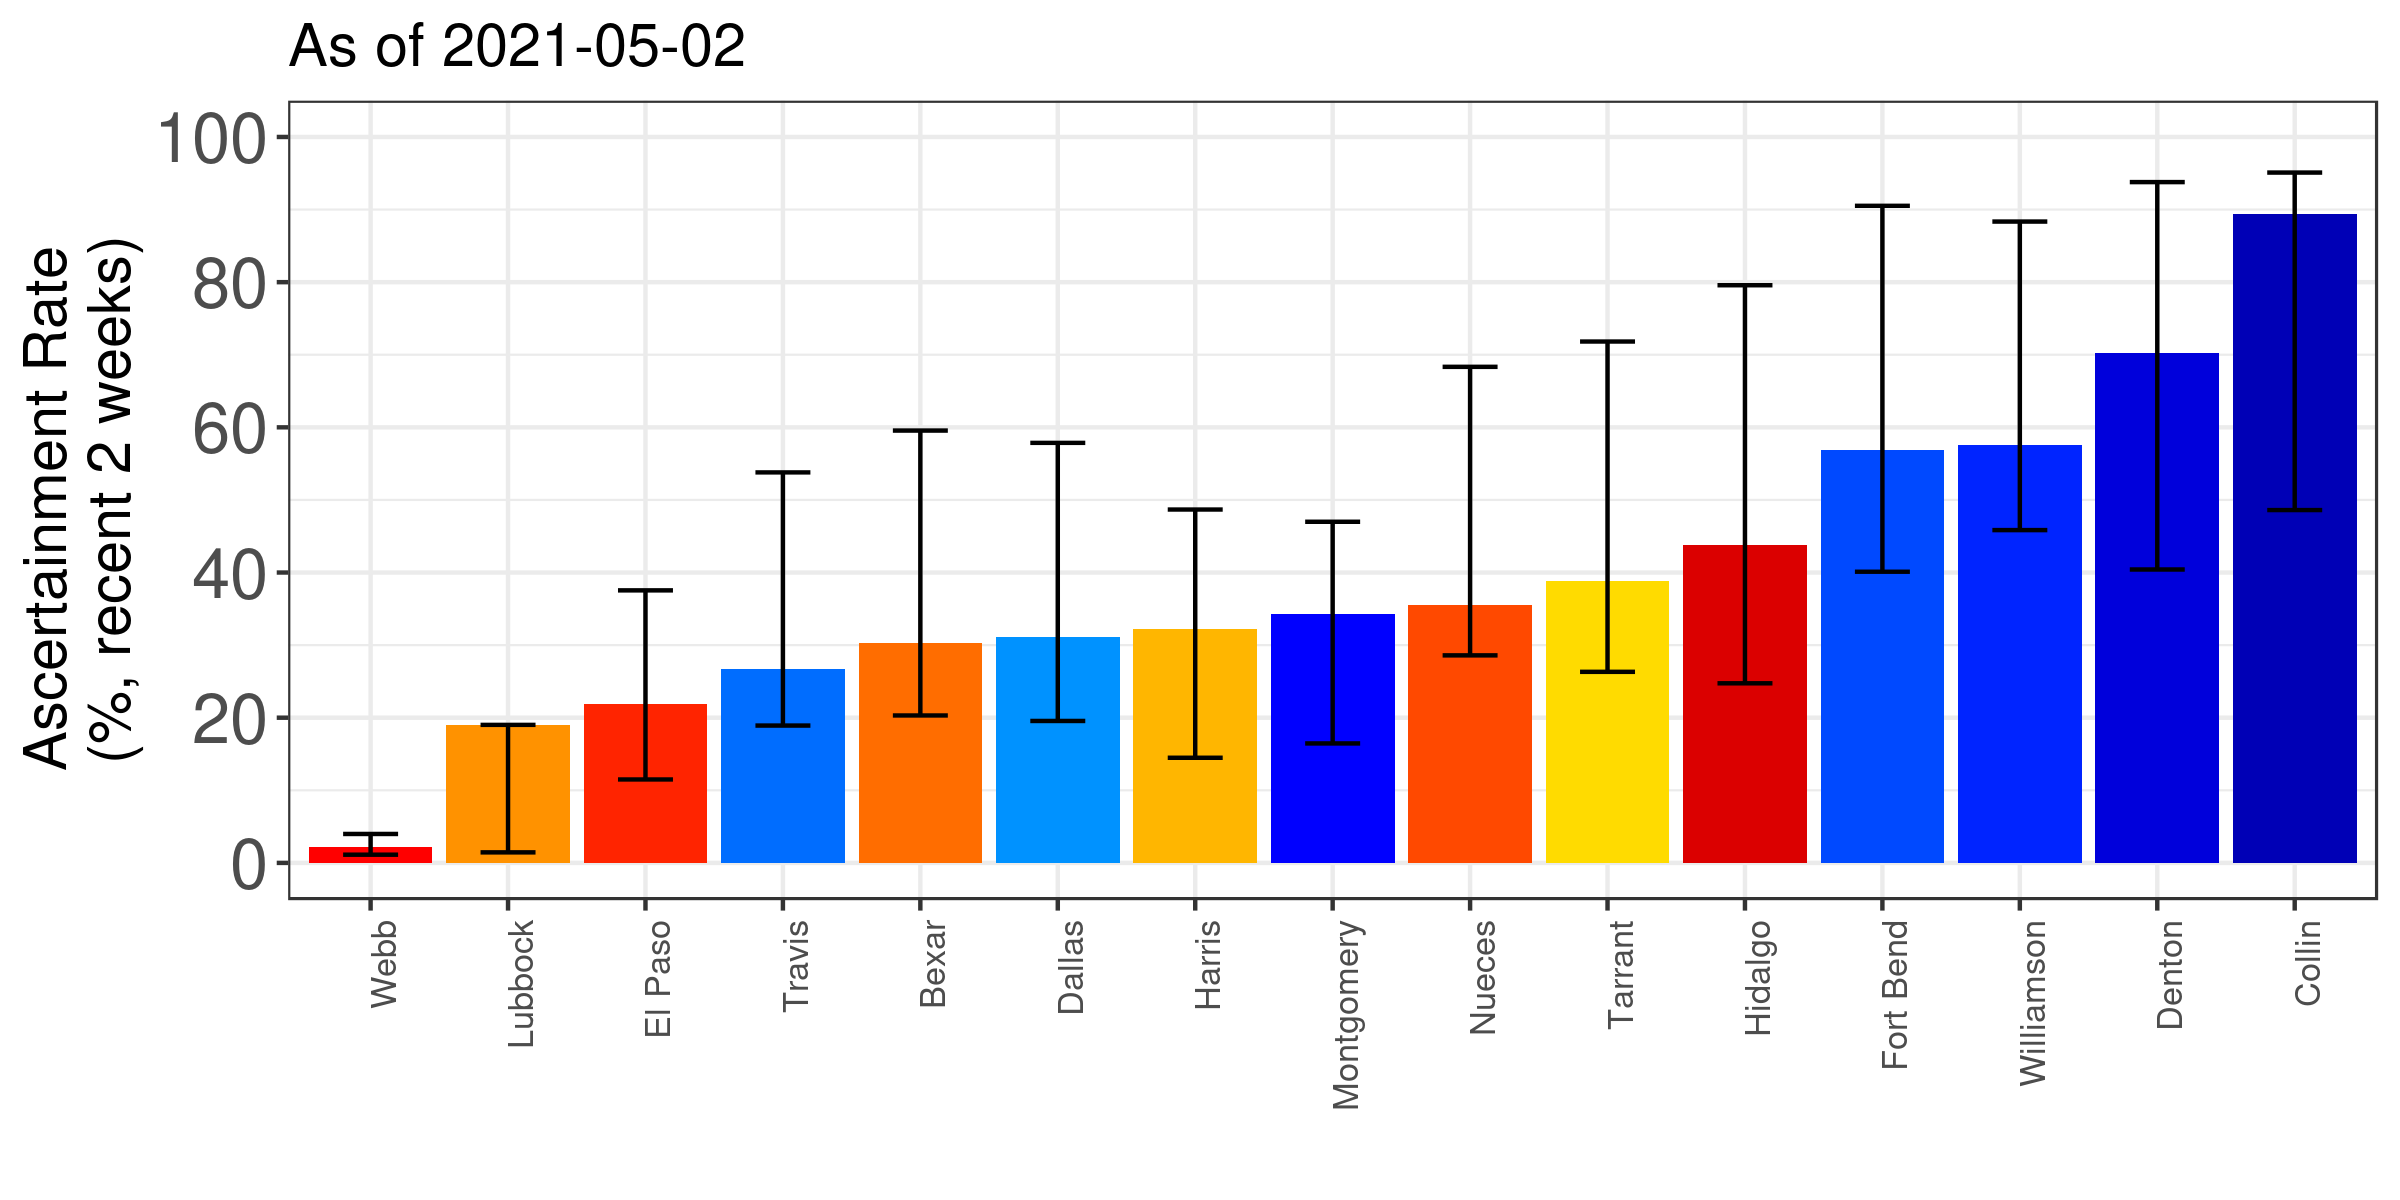 As of 2021-05-02
Ascertainment Rate
(%, recent 2 weeks)
100
80
60
40
20
0
Webb
Lubbock
El Paso
Travis
Bexar
Dallas
Harris
Montgomery
Nueces
Tarrant
Hidalgo
Fort Bend
Williamson
Denton
Collin